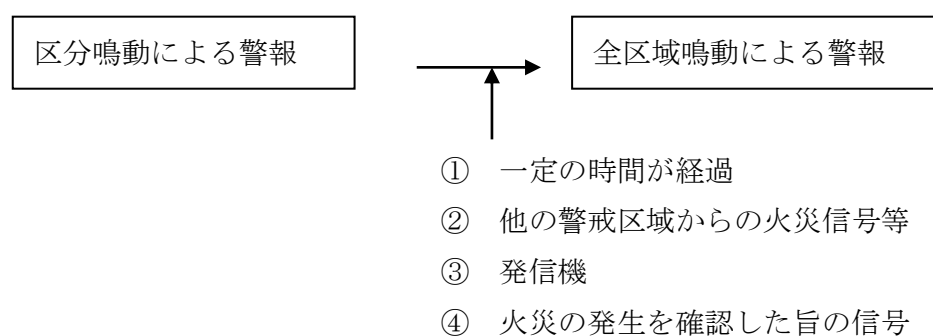 区分鳴動による警報
全区域鳴動による警報
① 一定の時間が経過
② 他の警戒区域からの火災信号等
③ 発信機
④ 火災の発生を確認した旨の信号